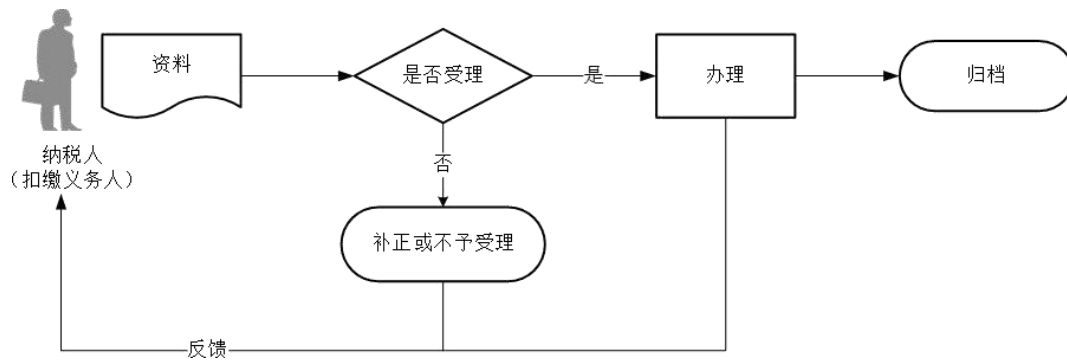 资料
是否受理
是
办理
归档
纳税人
（扣缴义务人）
否
补正或不予受理
反馈